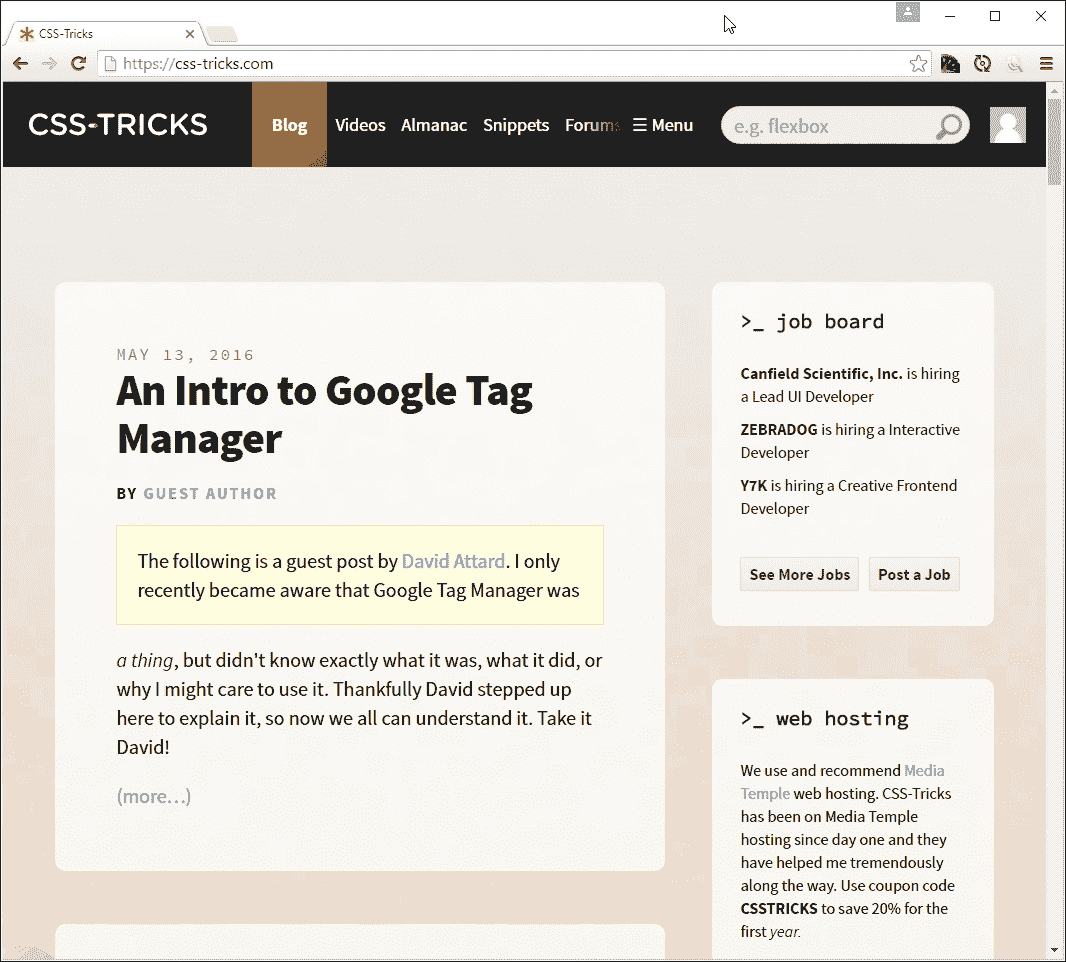 CSS-Tricks
https://css-tricks.com
CSS-TRICKS
Blog Videos Almanac Snippets Forums ☰ Menu
e.g. flexbox
MAY 13, 2016
An Intro to Google Tag
Manager
BY GUEST AUTHOR
The following is a guest post by David Attard. I only
recently became aware that Google Tag Manager was
a thing, but didn't know exactly what it was, what it did, or
why I might care to use it. Thankfully David stepped up
here to explain it, so now we all can understand it. Take it
David!
(more…)
>_ job board
Canfield Scientific, Inc. is hiring
a Lead UI Developer
ZEBRADOG is hiring a Interactive
Developer
Y7K is hiring a Creative Frontend
Developer
See More Jobs Post a Job
>_ web hosting
We use and recommend Media
Temple web hosting. CSS-Tricks
has been on Media Temple
hosting since day one and they
have helped me tremendously
along the way. Use coupon code
CSSTRICKS to save 20% for the
first year.